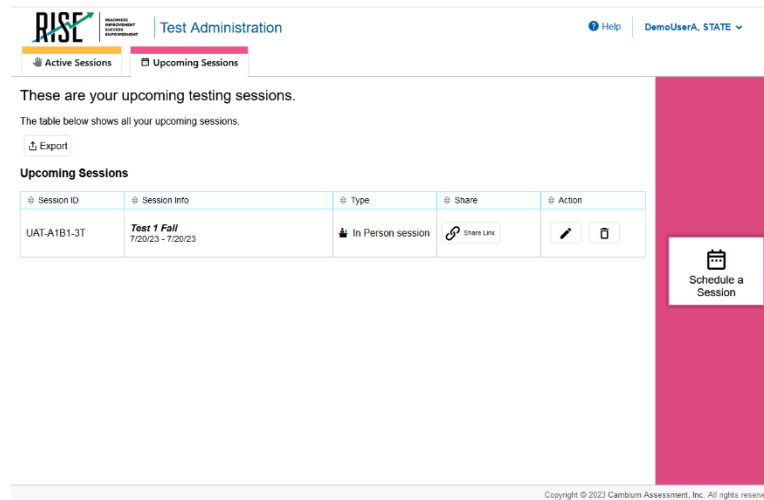 RISE READINESS
IMPROVEMENT
SUCCESS
EMPOWERMENT
Test Administration
Help
DemoUserA, STATE
Active Sessions
Upcoming Sessions
These are your upcoming testing sessions.
The table below shows all your upcoming sessions.
Export
Upcoming Sessions
Session ID Session Info Type Share Action
UAT-A1B1-3T Test 1 Fall In Person session Share Link
7/20/23 - 7/20/23
Schedule a
Session
Copyright © 2023 Cambium Assessment, Inc. All rights reserve